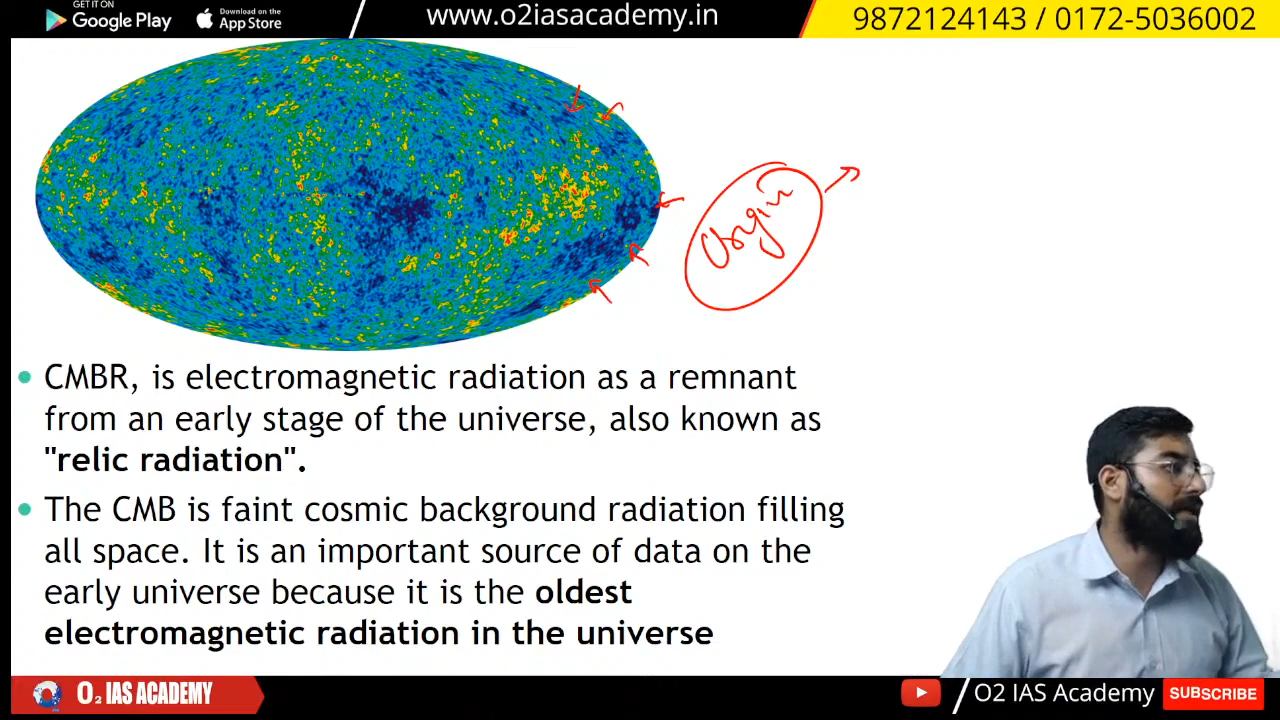 GET IT ON
Google Play
Download on the
App Store
www.o2iasacademy.in
9872124143 / 0172-5036002
Origin
CMBR, is electromagnetic radiation as a remnant
from an early stage of the universe, also known as
"relic radiation".
The CMB is faint cosmic background radiation filling
all space. It is an important source of data on the
early universe because it is the oldest
electromagnetic radiation in the universe
O2 IAS ACADEMY
O2 IAS Academy
SUBSCRIBE